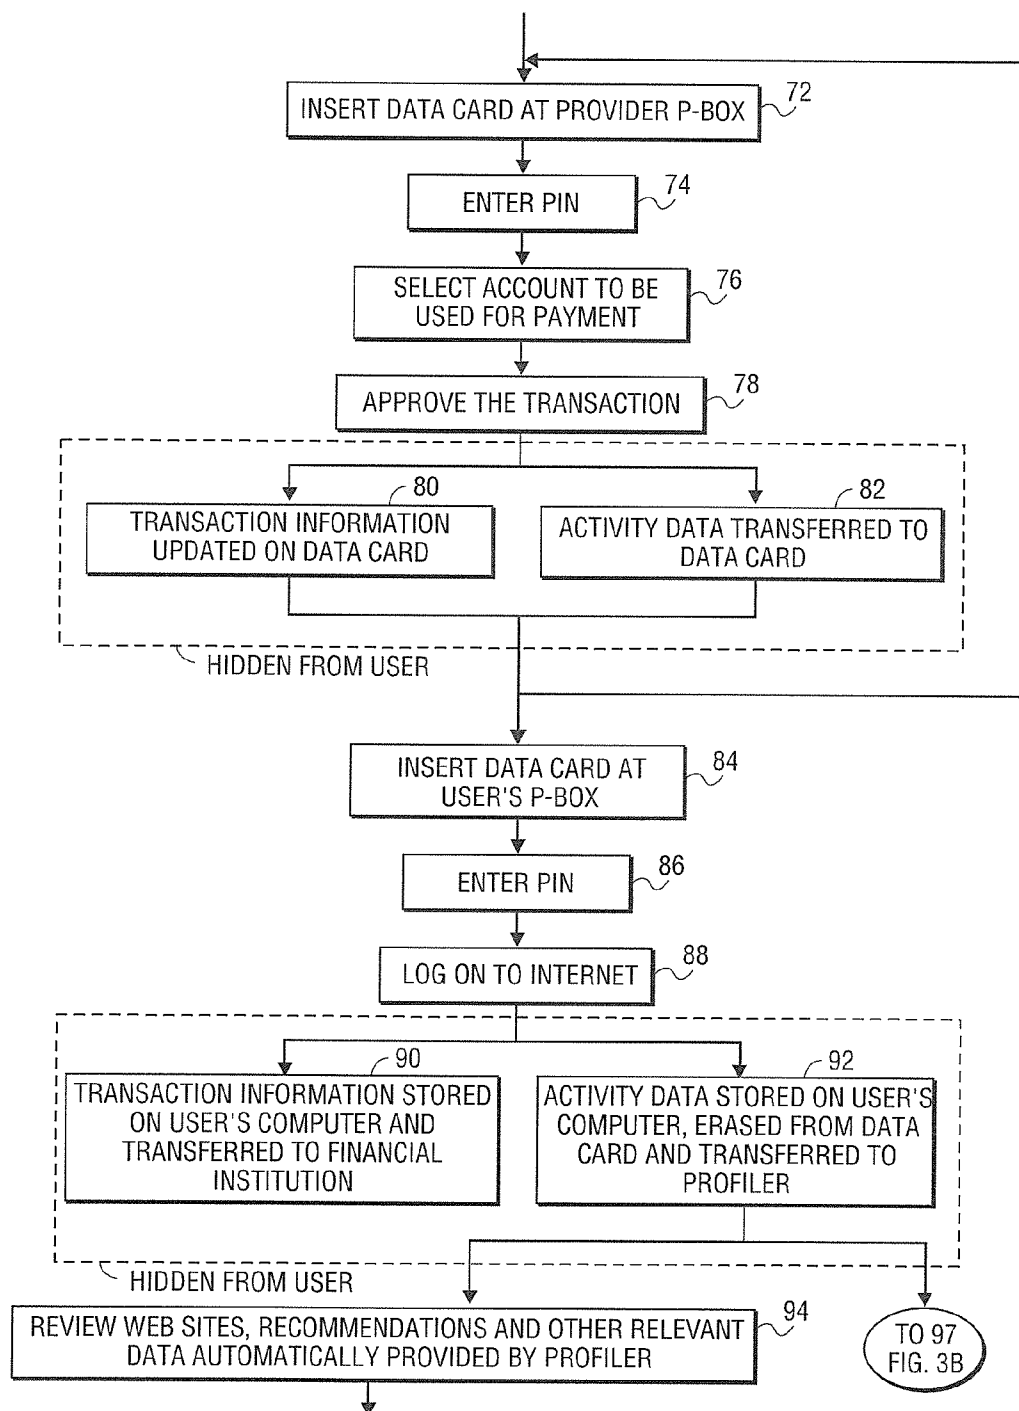 INSERT DATA CARD AT PROVIDER P-BOX
72
ENTER PIN
74
SELECT ACCOUNT TO BE
USED FOR PAYMENT
76
APPROVE THE TRANSACTION
78
80
TRANSACTION INFORMATION
UPDATED ON DATA CARD
82
ACTIVITY DATA TRANSFERRED TO
DATA CARD
HIDDEN FROM USER
INSERT DATA CARD AT
USER'S P-BOX
84
ENTER PIN
86
LOG ON TO INTERNET
88
90
TRANSACTION INFORMATION STORED
ON USER'S COMPUTER AND
TRANSFERRED TO FINANCIAL
INSTITUTION
92
ACTIVITY DATA STORED ON USER'S
COMPUTER, ERASED FROM DATA
CARD AND TRANSFERRED TO
PROFILER
HIDDEN FROM USER
REVIEW WEB SITES, RECOMMENDATIONS AND OTHER RELEVANT
DATA AUTOMATICALLY PROVIDED BY PROFILER
94
TO 97
FIG. 3B